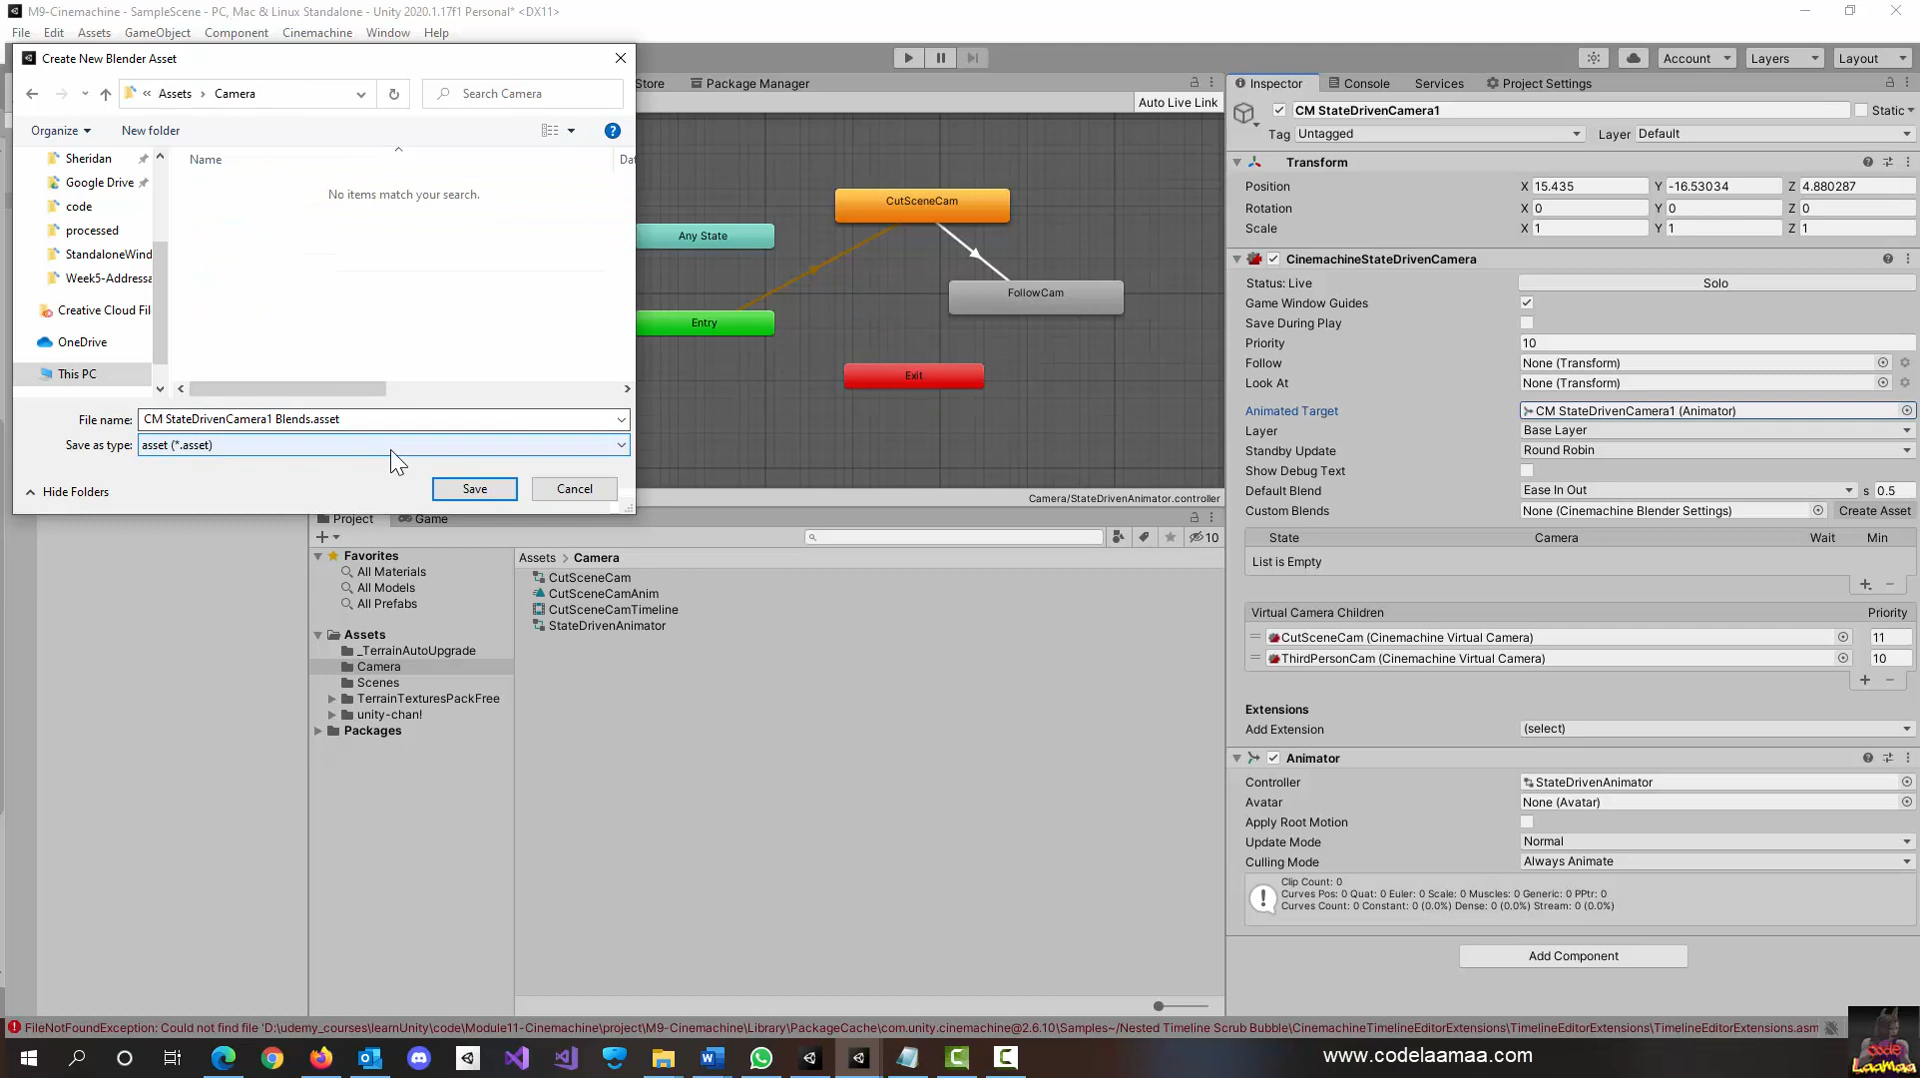 M9-Cinemachine - SampleScene - PC, Mac & Linux Standalone - Unity 2020.1.17f1 Personal* <DX11>
File Edit Assets GameObject Component Cinemachine Window Help
Create New Blender Asset
« Assets > Camera
Search Camera
Organize
New folder
Sheridan
Google Drive
code
processed
StandaloneWind
Week5-Addressa
Creative Cloud Fil
OneDrive
This PC
Name
Dat
No items match your search.
File name: CM StateDrivenCamera1 Blends.asset
Save as type: asset (*.asset)
Hide Folders
Save
Cancel
Account
Layers
Layout
Store
Package Manager
Auto Live Link
CutSceneCam
Any State
FollowCam
Entry
Exit
Camera/StateDrivenAnimator.controller
Project
Game
10
Favorites
All Materials
All Models
All Prefabs
Assets
_TerrainAutoUpgrade
Camera
Scenes
TerrainTexturesPackFree
unity-chan!
Packages
Assets > Camera
CutSceneCam
CutSceneCamAnim
CutSceneCamTimeline
StateDrivenAnimator
Inspector
Console
Services
Project Settings
CM StateDrivenCamera1
Static
Tag Untagged
Layer Default
Transform
Position X 15.435 Y -16.53034 Z 4.880287
Rotation X 0 Y 0 Z 0
Scale X 1 Y 1 Z 1
CinemachineStateDrivenCamera
Status: Live
Solo
Game Window Guides
Save During Play
Priority 10
Follow None (Transform)
Look At None (Transform)
Animated Target CM StateDrivenCamera1 (Animator)
Layer Base Layer
Standby Update Round Robin
Show Debug Text
Default Blend Ease In Out s 0.5
Custom Blends None (Cinemachine Blender Settings) Create Asset
State Camera Wait Min
List is Empty
Virtual Camera Children Priority
CutSceneCam (Cinemachine Virtual Camera) 11
ThirdPersonCam (Cinemachine Virtual Camera) 10
Extensions
Add Extension (select)
Animator
Controller StateDrivenAnimator
Avatar None (Avatar)
Apply Root Motion
Update Mode Normal
Culling Mode Always Animate
Clip Count: 0
Curves Pos: 0 Quat: 0 Euler: 0 Scale: 0 Muscles: 0 Generic: 0 PPtr: 0
Curves Count: 0 Constant: 0 (0.0%) Dense: 0 (0.0%) Stream: 0 (0.0%)
Add Component
FileNotFoundException: Could not find file 'D:\udemy_courses\learnUnity\code\Module11-Cinemachine\project\M9-Cinemachine\Library\PackageCache\com.unity.cinemachine@2.6.10\Samples~/Nested Timeline Scrub Bubble\CinemachineTimelineEditorExtensions\TimelineEditorExtensions\TimelineEditorExtensions.asm
www.codelaamaa.com
Code
Laamaa